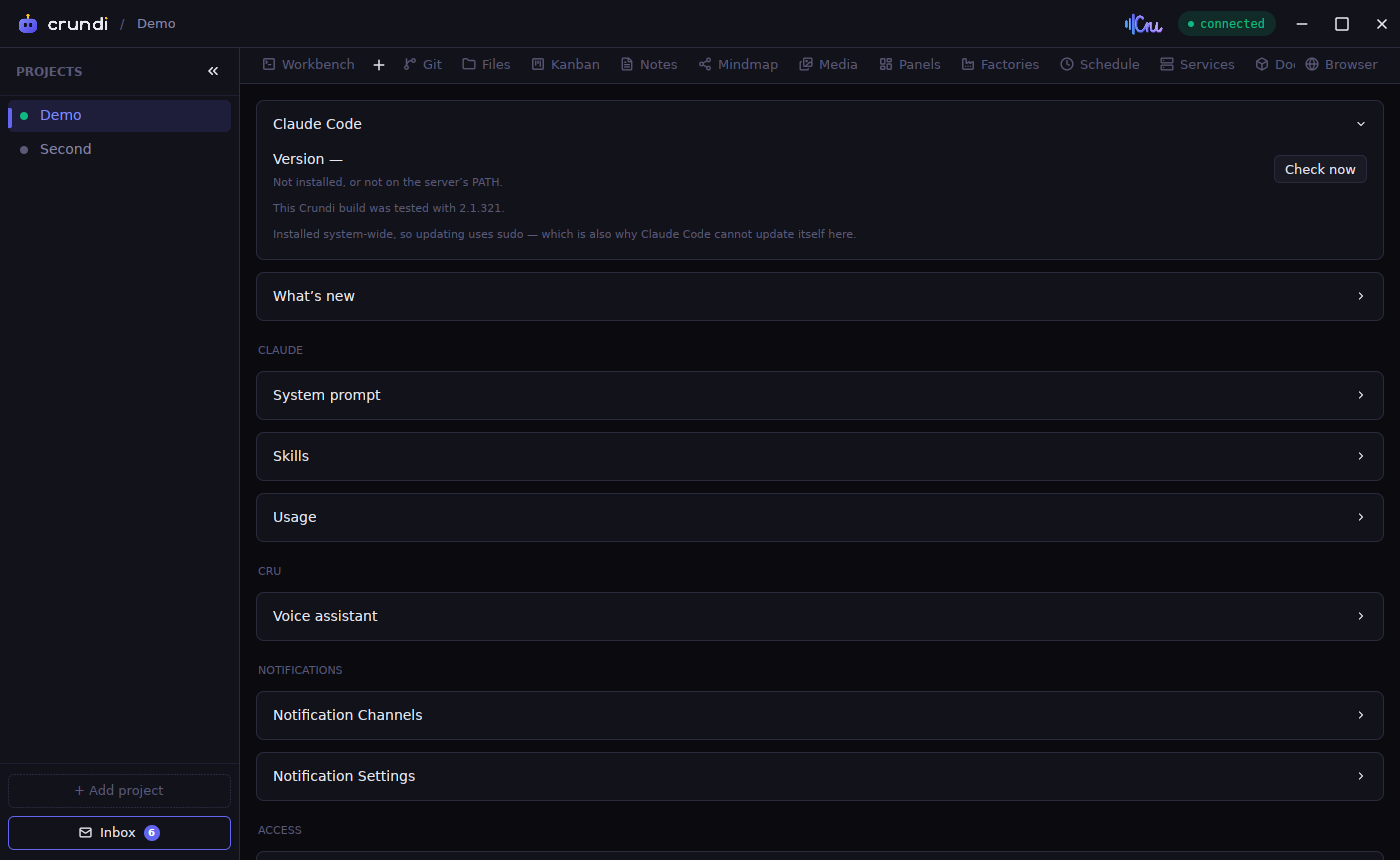 crundi / Demo
Cru
connected
PROJECTS
Demo
Second
+ Add project
Inbox 6
Workbench + Git Files Kanban Notes Mindmap Media Panels Factories Schedule Services Doc Browser
Claude Code
Version —
Not installed, or not on the server’s PATH.
Check now
This Crundi build was tested with 2.1.321.
Installed system-wide, so updating uses sudo — which is also why Claude Code cannot update itself here.
What’s new
CLAUDE
System prompt
Skills
Usage
CRU
Voice assistant
NOTIFICATIONS
Notification Channels
Notification Settings
ACCESS